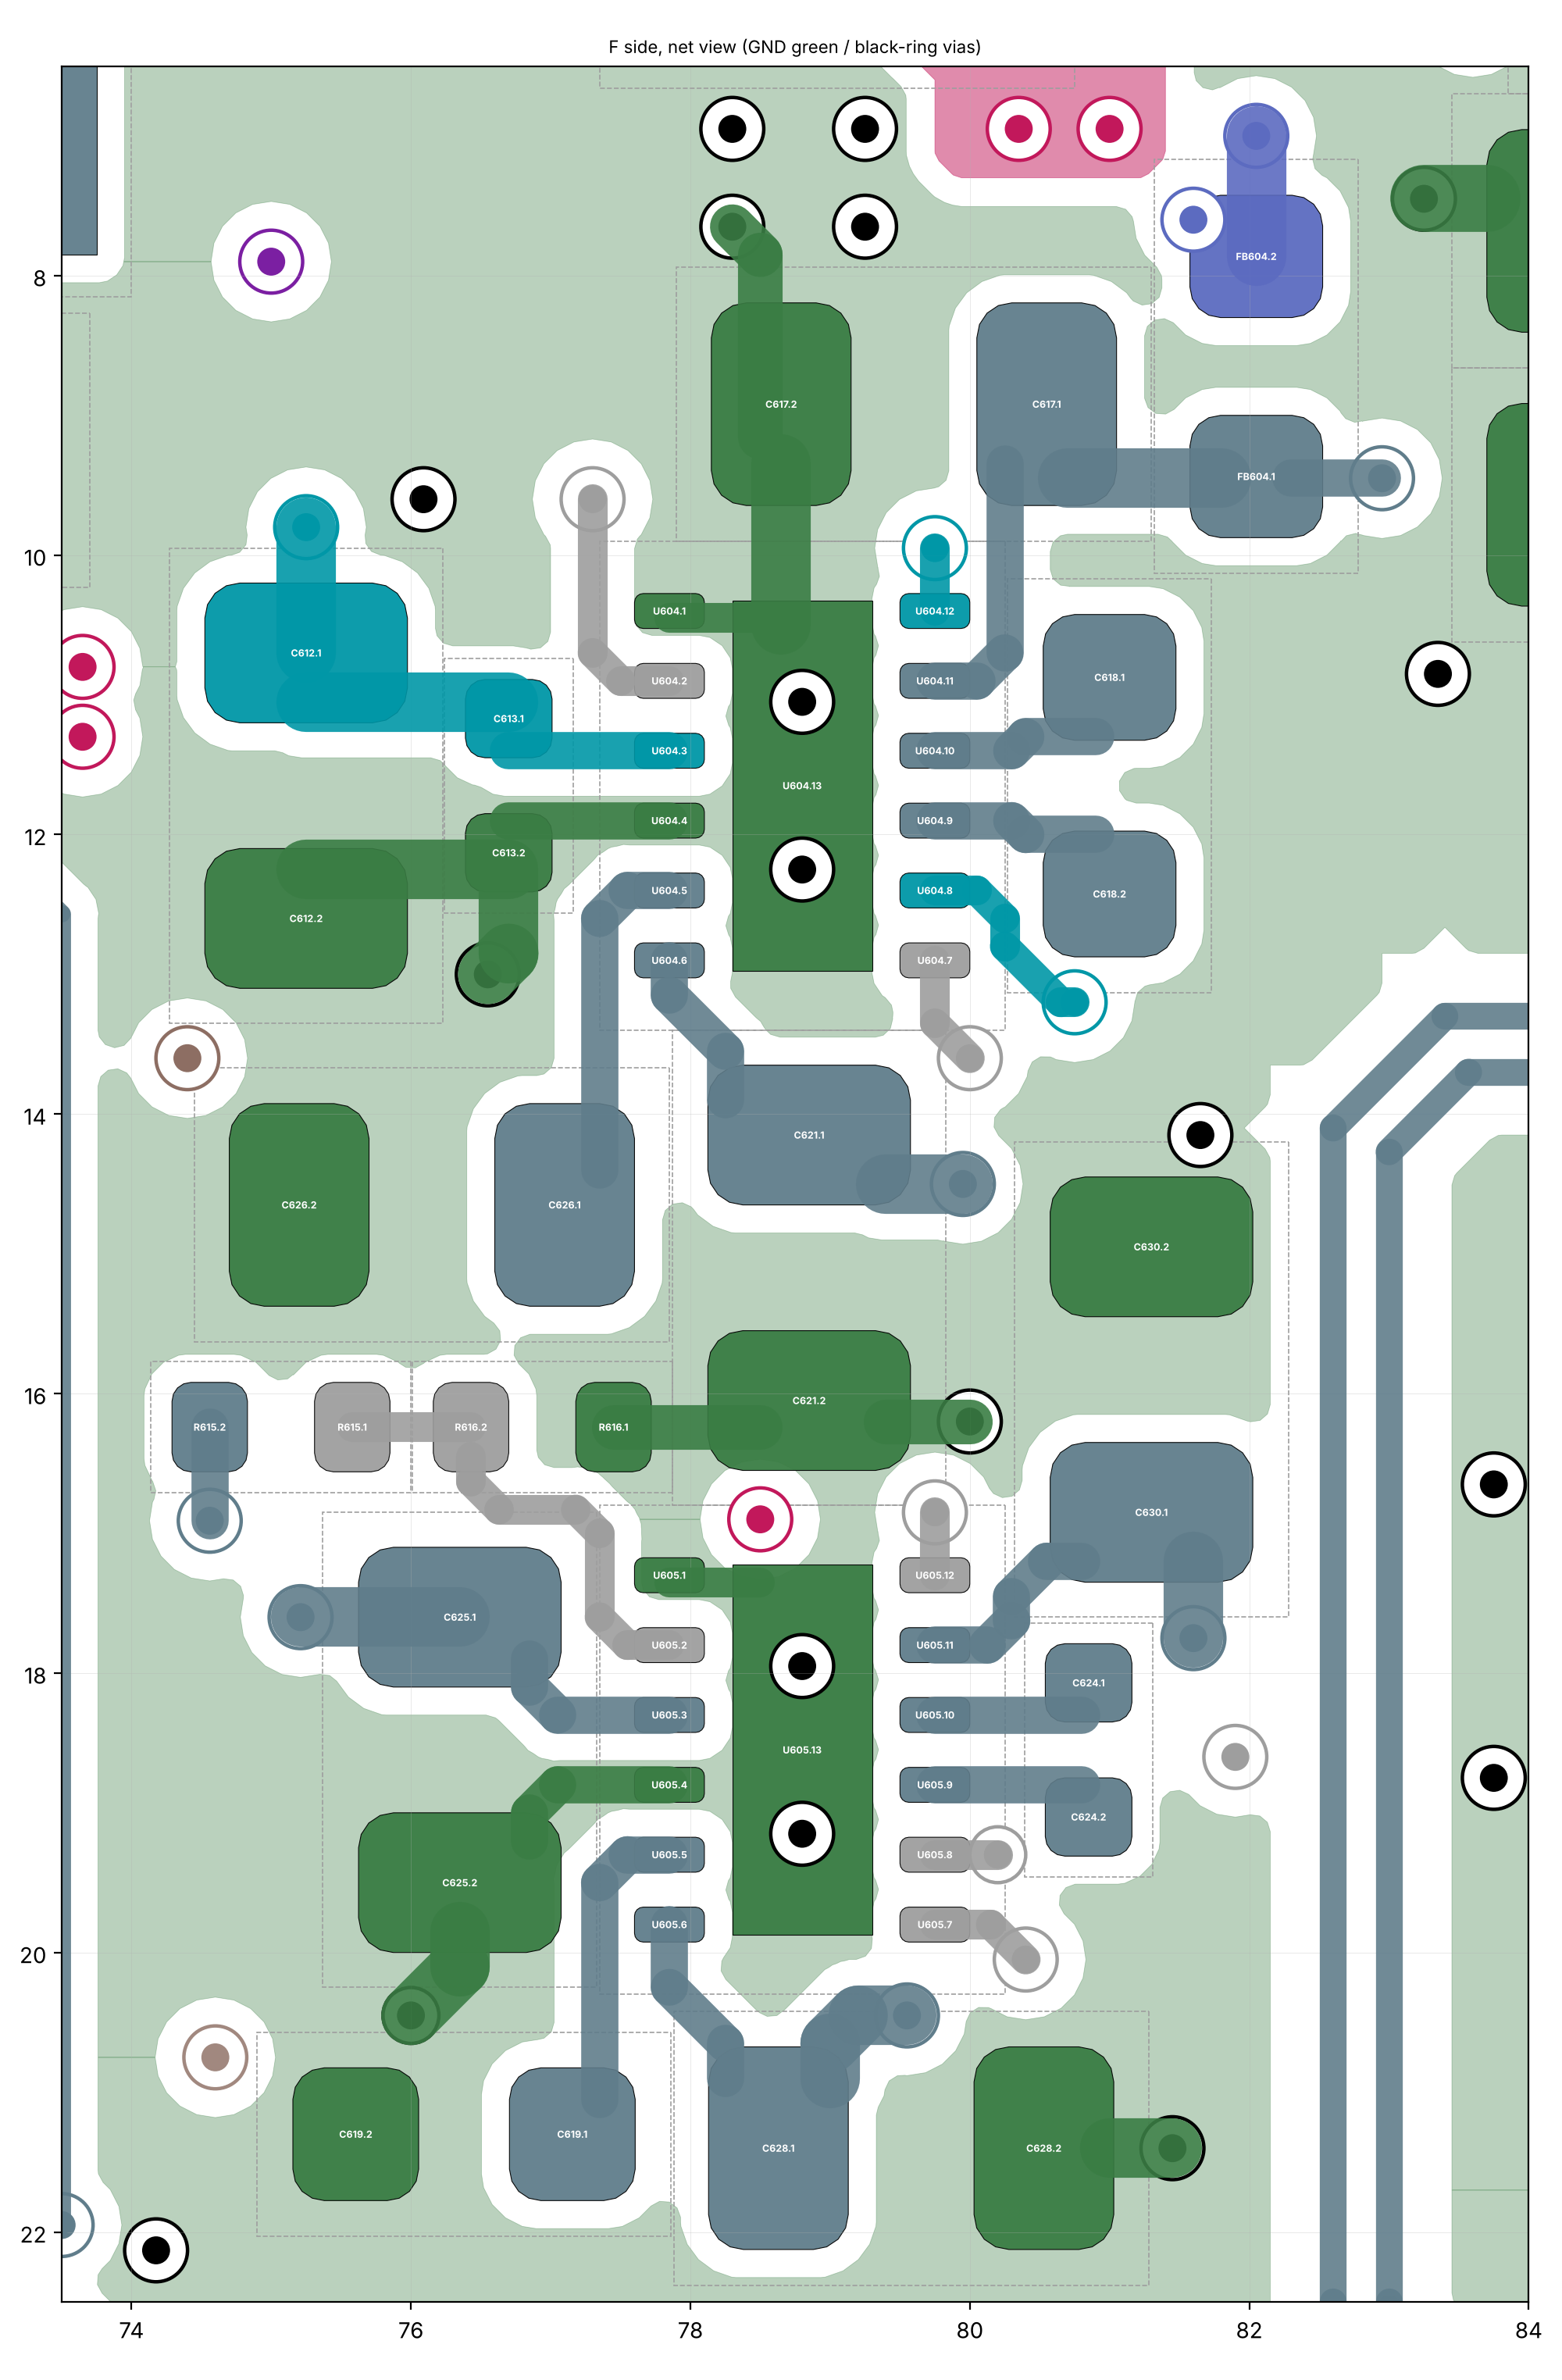 F side, net view (GND green / black-ring vias)
FB604.2
8
C617.2
C617.1
FB604.1
10
U604.1
U604.12
C612.1
U604.2
U604.11
C618.1
C613.1
U604.3
U604.10
U604.13
U604.4
U604.9
12
C613.2
U604.5
U604.8
C618.2
C612.2
U604.6
U604.7
14
C621.1
C626.2
C626.1
C630.2
16
C621.2
R615.2
R615.1
R616.2
R616.1
C630.1
U605.1
U605.12
C625.1
U605.2
U605.11
18
C624.1
U605.3
U605.10
U605.13
U605.4
U605.9
C624.2
U605.5
U605.8
C625.2
U605.6
U605.7
20
C619.2
C619.1
C628.1
C628.2
22
74
76
78
80
82
84